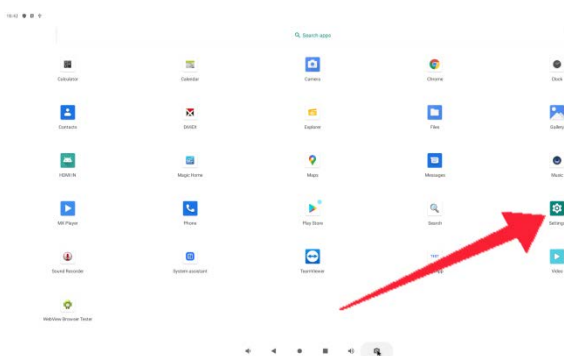 Search apps
Calculator
Calendar
Camera
Chrome
Clock
Contacts
Explorer
Files
Gallery
HDMI IN
Magic Home
Maps
Messages
Music
MX Player
Phone
Play Store
Search
Settings
Sound Recorder
System assistant
TeamViewer
Video
WebView Browser Tester